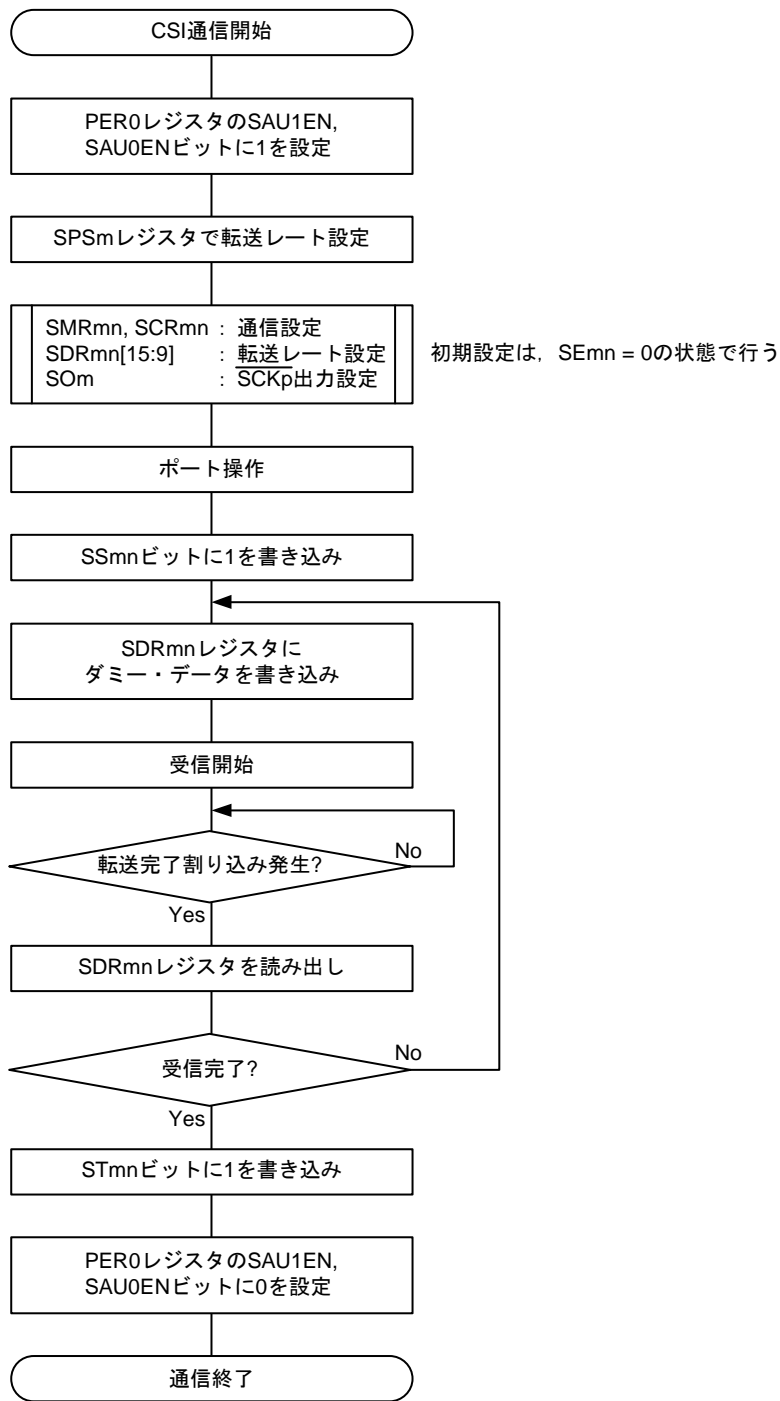 CSI通信開始
PER0レジスタのSAU1EN,
SAU0ENビットに1を設定
SPSmレジスタで転送レート設定
SMRmn, SCRmn : 通信設定
SDRmn[15:9] : 転送レート設定
SOm : SCKp出力設定
初期設定は，SEmn = 0の状態で行う
ポート操作
SSmnビットに1を書き込み
SDRmnレジスタに
ダミー・データを書き込み
受信開始
転送完了割り込み発生?
No
Yes
SDRmnレジスタを読み出し
受信完了?
No
Yes
STmnビットに1を書き込み
PER0レジスタのSAU1EN,
SAU0ENビットに0を設定
通信終了